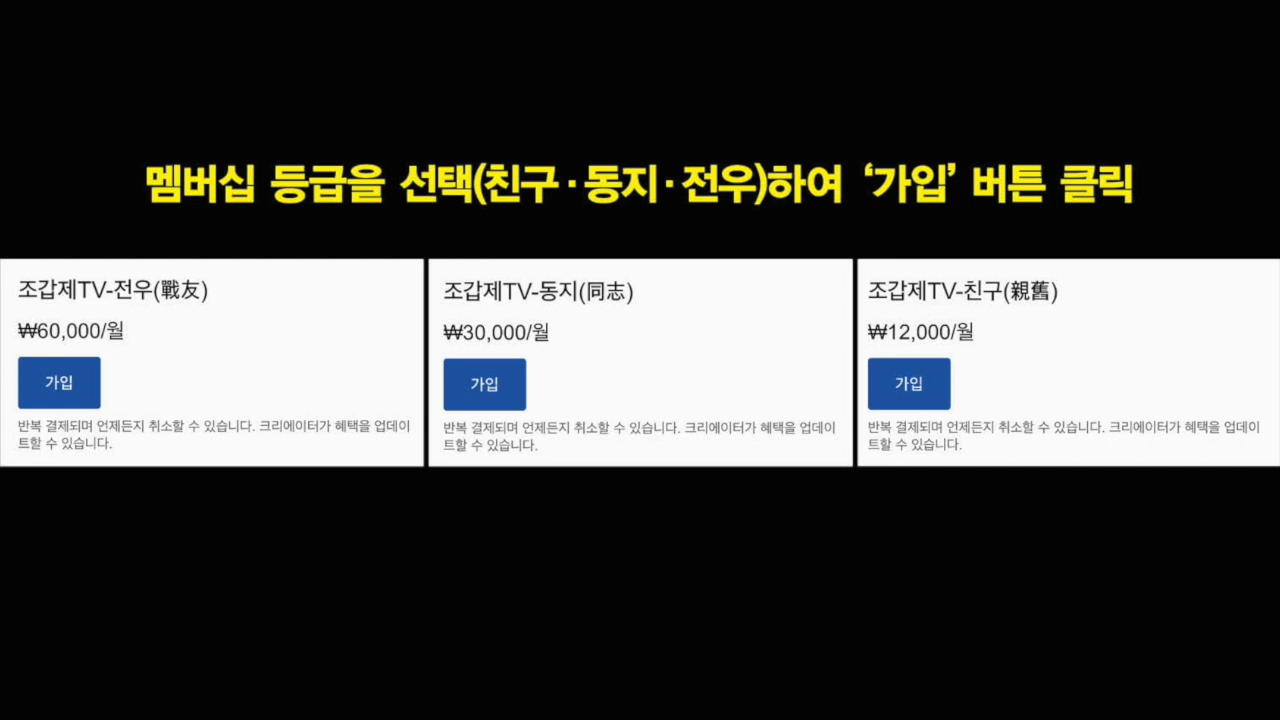 멤버십 등급을 선택(친구·동지·전우)하여 ‘가입’ 버튼 클릭
조갑제TV-전우(戰友)
₩60,000/월
가입
반복 결제되며 언제든지 취소할 수 있습니다. 크리에이터가 혜택을 업데이
트할 수 있습니다.
조갑제TV-동지(同志)
₩30,000/월
가입
반복 결제되며 언제든지 취소할 수 있습니다. 크리에이터가 혜택을 업데이
트할 수 있습니다.
조갑제TV-친구(親舊)
₩12,000/월
가입
반복 결제되며 언제든지 취소할 수 있습니다. 크리에이터가 혜택을 업데이
트할 수 있습니다.